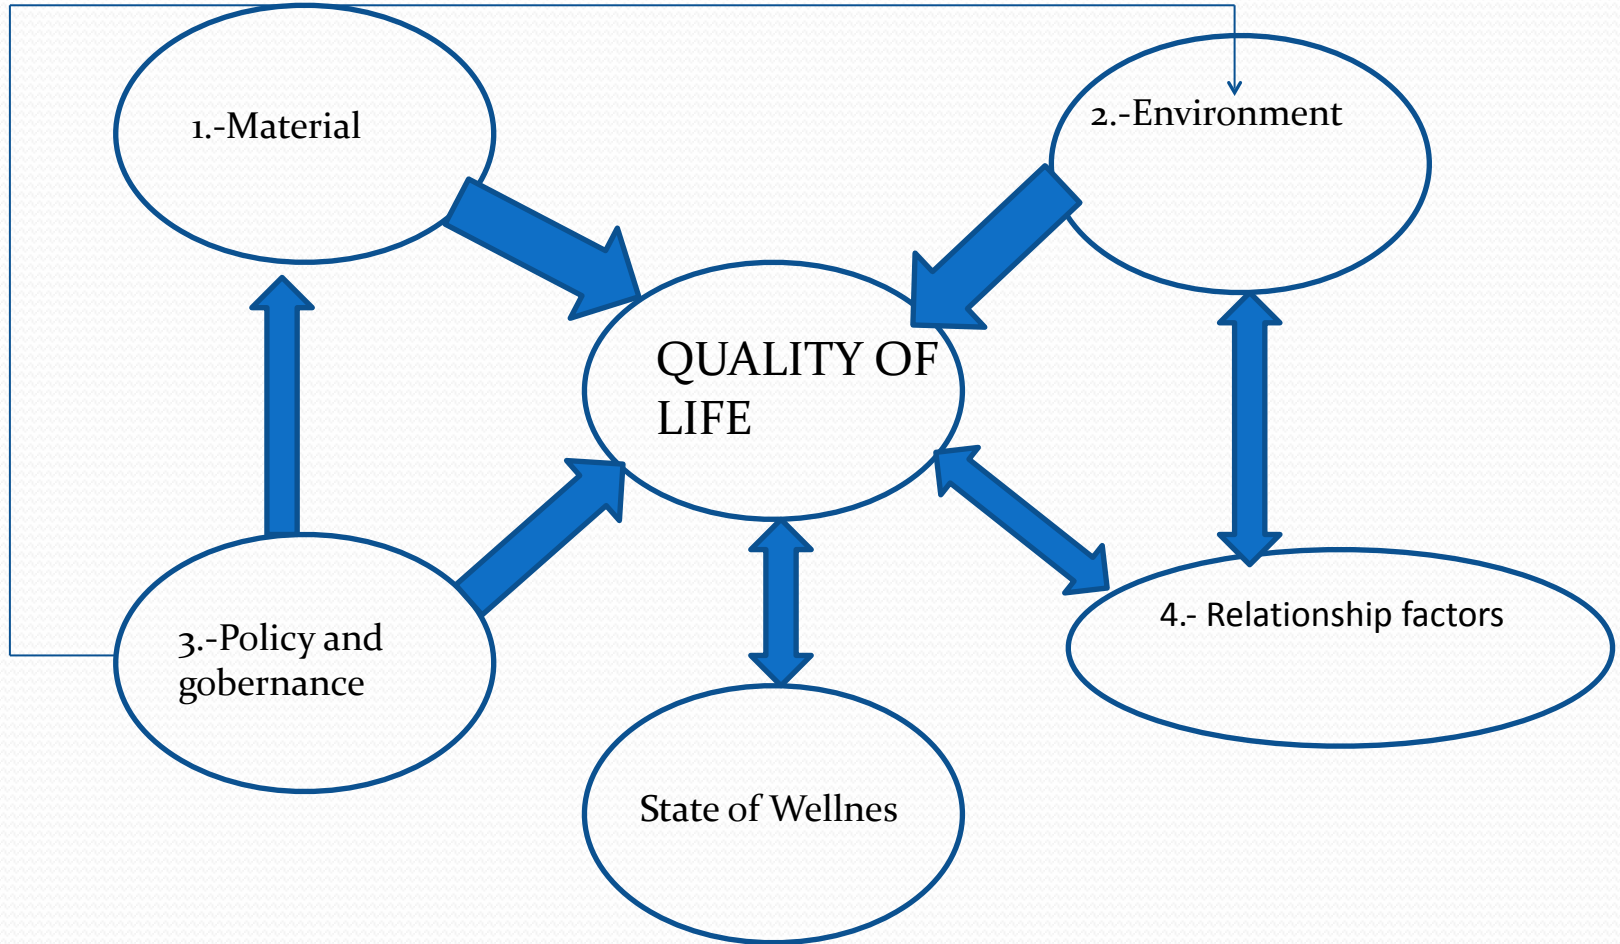 1.-Material
2.-Environment
QUALITY OF
LIFE
3.-Policy and
gobernance
4.- Relationship factors
State of Wellnes